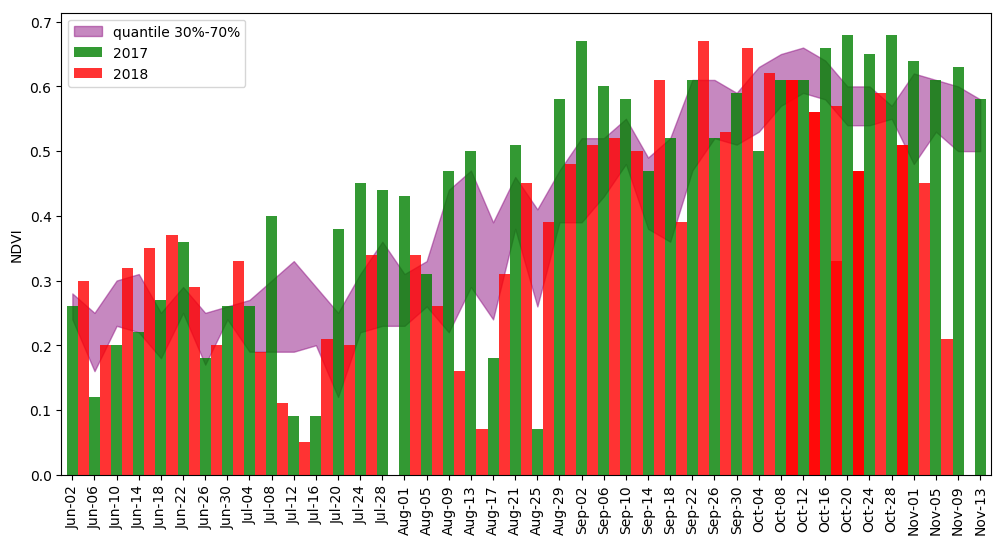 quantile 30%-70%
2017
2018
NDVI
0.7
0.6
0.5
0.4
0.3
0.2
0.1
0.0
Jun-02
Jun-06
Jun-10
Jun-14
Jun-18
Jun-22
Jun-26
Jun-30
Jul-04
Jul-08
Jul-12
Jul-16
Jul-20
Jul-24
Jul-28
Aug-01
Aug-05
Aug-09
Aug-13
Aug-17
Aug-21
Aug-25
Aug-29
Sep-02
Sep-06
Sep-10
Sep-14
Sep-18
Sep-22
Sep-26
Sep-30
Oct-04
Oct-08
Oct-12
Oct-16
Oct-20
Oct-24
Oct-28
Nov-01
Nov-05
Nov-09
Nov-13